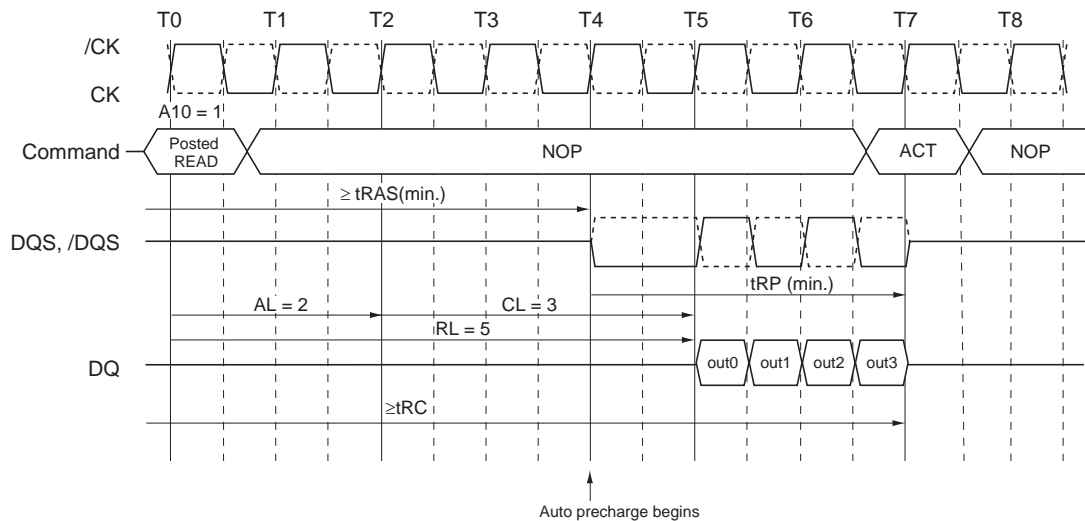 T0 T1 T2 T3 T4 T5 T6 T7 T8
/CK
CK
A10 = 1
Command
Posted
READ
NOP
ACT
NOP
≥ tRAS(min.)
DQS, /DQS
tRP (min.)
AL = 2
CL = 3
RL = 5
DQ
out0
out1
out2
out3
≥tRC
Auto precharge begins